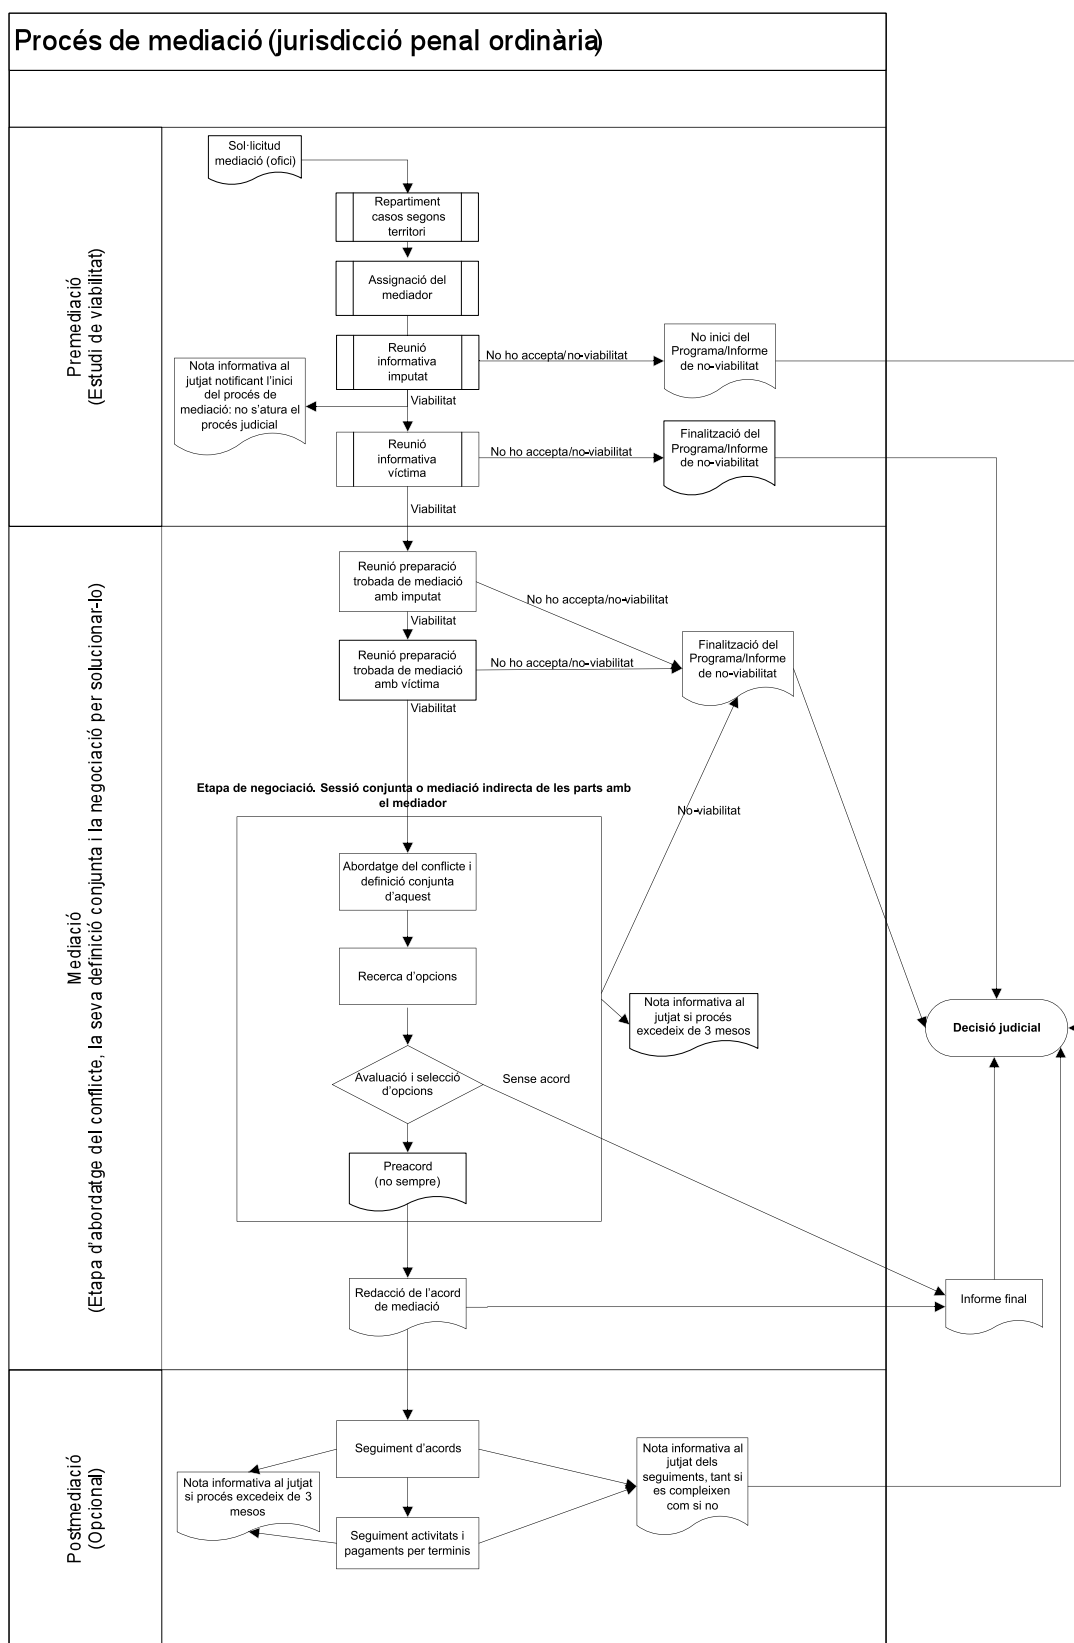 Procés de mediació (jurisdicció penal ordinària)
Premediació
(Estudi de viabilitat)
Sol·licitud
mediació (ofici)
Repartiment
casos segons
territori
Assignació del
mediador
Reunió
informativa
imputat
No ho accepta/no-viabilitat
No inici del
Programa/Informe
de no-viabilitat
Viabilitat
Nota informativa al
jutjat notificant l'inici
del procés de
mediació: no s'atura el
procés judicial
Reunió
informativa
víctima
No ho accepta/no-viabilitat
Finalització del
Programa/Informe
de no-viabilitat
Viabilitat
Mediació
(Etapa d'abordatge del conflicte, la seva definició conjunta i la negociació per solucionar-lo)
Reunió preparació
trobada de mediació
amb imputat
No ho accepta/no-viabilitat
Viabilitat
Reunió preparació
trobada de mediació
amb víctima
No ho accepta/no-viabilitat
Finalització del
Programa/Informe
de no-viabilitat
Viabilitat
Etapa de negociació. Sessió conjunta o mediació indirecta de les parts amb
el mediador
No-viabilitat
Abordatge del conflicte i
definició conjunta
d'aquest
Recerca d'opcions
Nota informativa al
jutjat si procés
excedeix de 3 mesos
Decisió judicial
Avaluació i selecció
d'opcions
Sense acord
Preacord
(no sempre)
Redacció de l'acord
de mediació
Informe final
Postmediació
(Opcional)
Seguiment d'acords
Nota informativa al jutjat
si procés excedeix de 3
mesos
Nota informativa al
jutjat dels
seguiments, tant si
es compleixen
com si no
Seguiment activitats i
pagaments per terminis